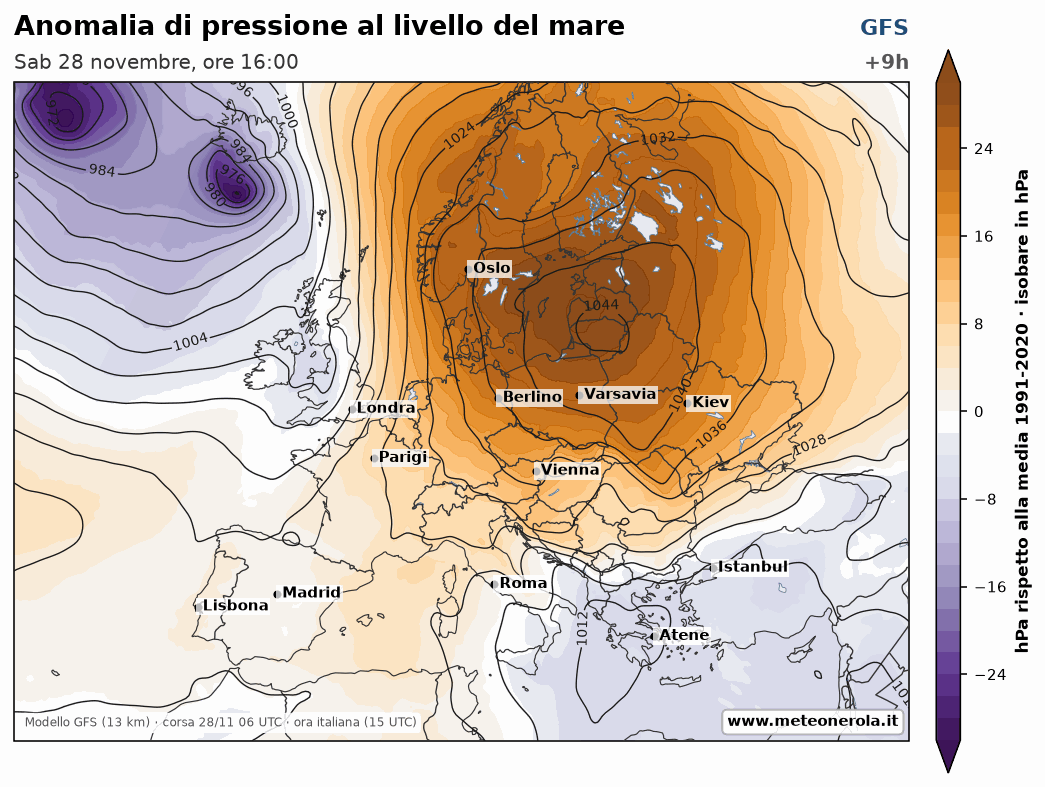 Anomalia di pressione al livello del mare
GFS
Sab 28 novembre, ore 16:00
+9h
996
1000
1024
1032
984
984
976
980
Oslo
1044
1004
24
16
8
0
−8
−16
−24
hPa rispetto alla media 1991-2020 · isobare in hPa
Berlino
Varsavia
1040
Kiev
Londra
1036
1028
Parigi
Vienna
Istanbul
Roma
Madrid
Lisbona
1012
Atene
Modello GFS (13 km) · corsa 28/11 06 UTC · ora italiana (15 UTC)
www.meteonerola.it